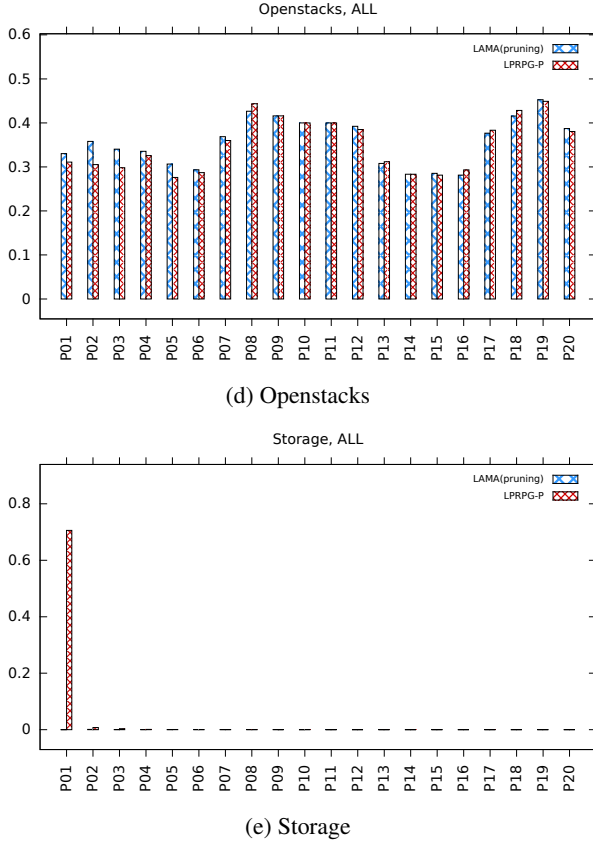 Openstacks, ALL
LAMA(pruning)
LPRPG-P
0.6
0.5
0.4
0.3
0.2
0.1
0
P01 P02 P03 P04 P05 P06 P07 P08 P09 P10 P11 P12 P13 P14 P15 P16 P17 P18 P19 P20
(d) Openstacks
Storage, ALL
LAMA(pruning)
LPRPG-P
0.8
0.6
0.4
0.2
0
P01 P02 P03 P04 P05 P06 P07 P08 P09 P10 P11 P12 P13 P14 P15 P16 P17 P18 P19 P20
(e) Storage